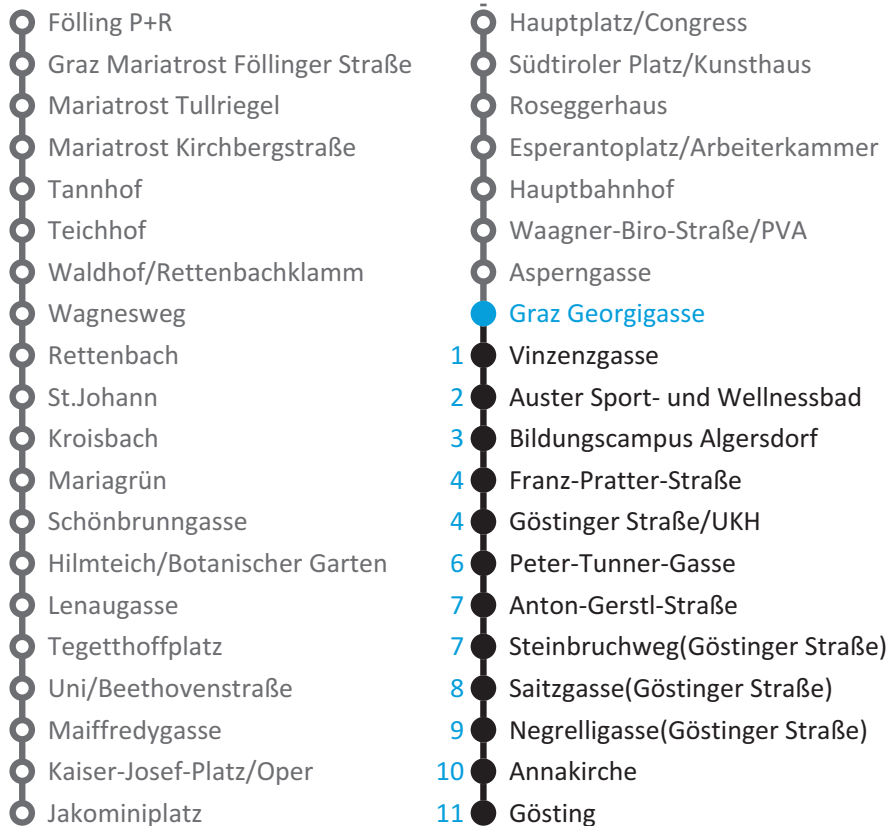 Fölling P+R
Graz Mariatrost Föllinger Straße
Mariatrost Tullriegel
Mariatrost Kirchbergstraße
Tannhof
Teichhof
Waldhof/Rettenbachklamm
Wagnesweg
Rettenbach
St.Johann
Kroisbach
Mariagrün
Schönbrunngasse
Hilmteich/Botanischer Garten
Lenaugasse
Tegetthoffplatz
Uni/Beethovenstraße
Maiffredygasse
Kaiser-Josef-Platz/Oper
Jakominiplatz
Hauptplatz/Congress
Südtiroler Platz/Kunsthaus
Roseggerhaus
Esperantoplatz/Arbeiterkammer
Hauptbahnhof
Waagner-Biro-Straße/PVA
Asperngasse
Graz Georgigasse
1 Vinzenzgasse
2 Auster Sport- und Wellnessbad
3 Bildungscampus Algersdorf
4 Franz-Pratter-Straße
4 Göstinger Straße/UKH
6 Peter-Tunner-Gasse
7 Anton-Gerstl-Straße
7 Steinbruchweg(Göstinger Straße)
8 Saitzgasse(Göstinger Straße)
9 Negrelligasse(Göstinger Straße)
10 Annakirche
11 Gösting